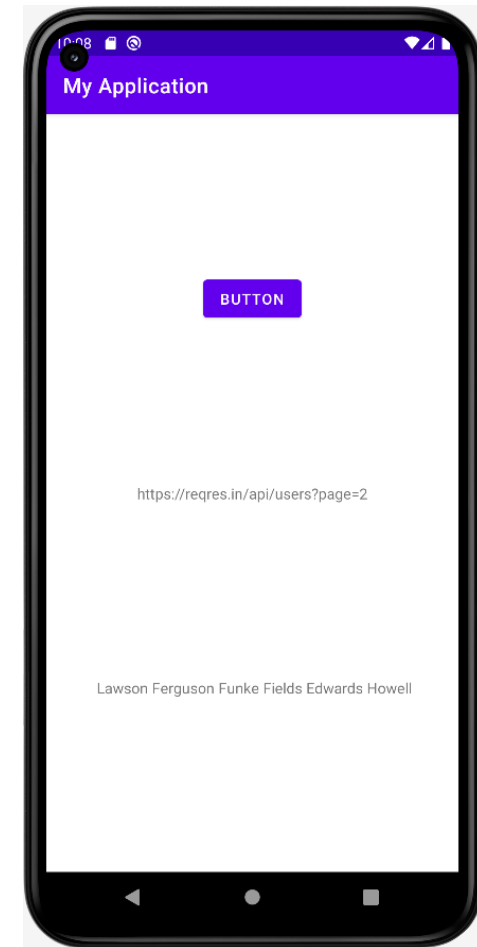 10:08
My Application
BUTTON
https://reqres.in/api/users?page=2
Lawson Ferguson Funke Fields Edwards Howell